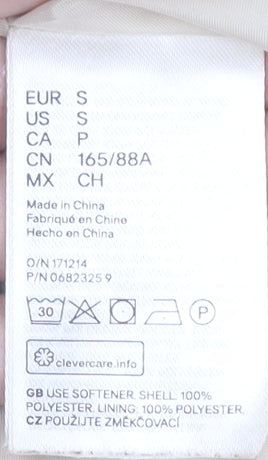 EUR S
US S
CA P
CN 165/88A
MX CH
Made in China
Fabriqué en Chine
Hecho en China
O/N 171214
P/N 0682325 9
30 P
clevercare.info
GB USE SOFTENER. SHELL: 100%
POLYESTER. LINING: 100% POLYESTER.
CZ POUŽIJTE ZMĚKČOVAČ.